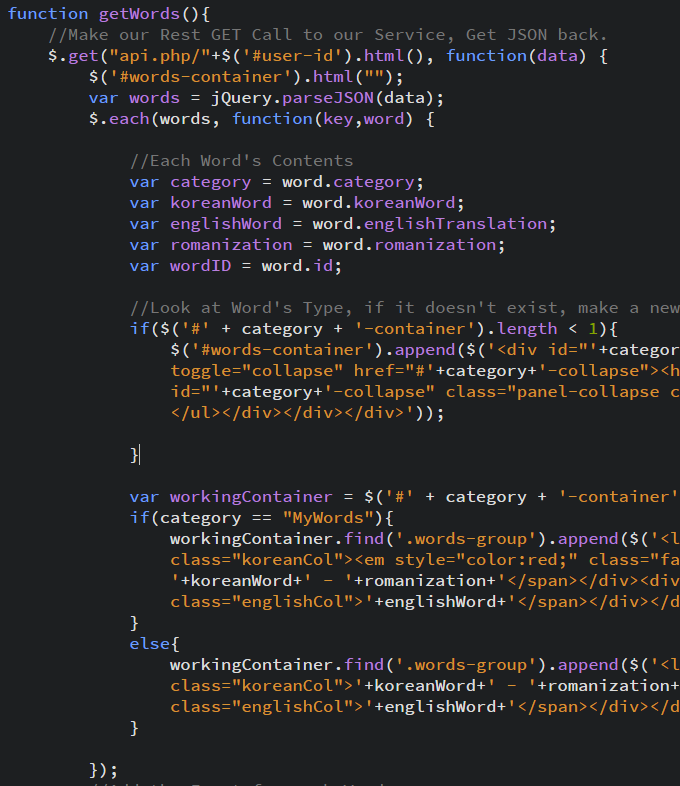 function getWords(){
//Make our Rest GET Call to our Service, Get JSON back.
$.get("api.php/"+$('#user-id').html(), function(data) {
$('#words-container').html("");
var words = jQuery.parseJSON(data);
$.each(words, function(key,word) {
//Each Word's Contents
var category = word.category;
var koreanWord = word.koreanWord;
var englishWord = word.englishTranslation;
var romanization = word.romanization;
var wordID = word.id;
//Look at Word's Type, if it doesn't exist, make a new
if($('#' + category + '-container').length < 1){
$('#words-container').append($('<div id="'+categor
toggle="collapse" href="#'+category+'-collapse"><h
id="'+category+'-collapse" class="panel-collapse c
</ul></div></div></div>'));
}
var workingContainer = $('#' + category + '-container'
if(category == "MyWords"){
workingContainer.find('.words-group').append($('<l
class="koreanCol"><em style="color:red;" class="fa
'+koreanWord+' - '+romanization+'</span></div><div
class="englishCol">'+englishWord+'</span></div></d
}
else{
workingContainer.find('.words-group').append($('<l
class="koreanCol">'+koreanWord+' - '+romanization+
class="englishCol">'+englishWord+'</span></div></d
}
});